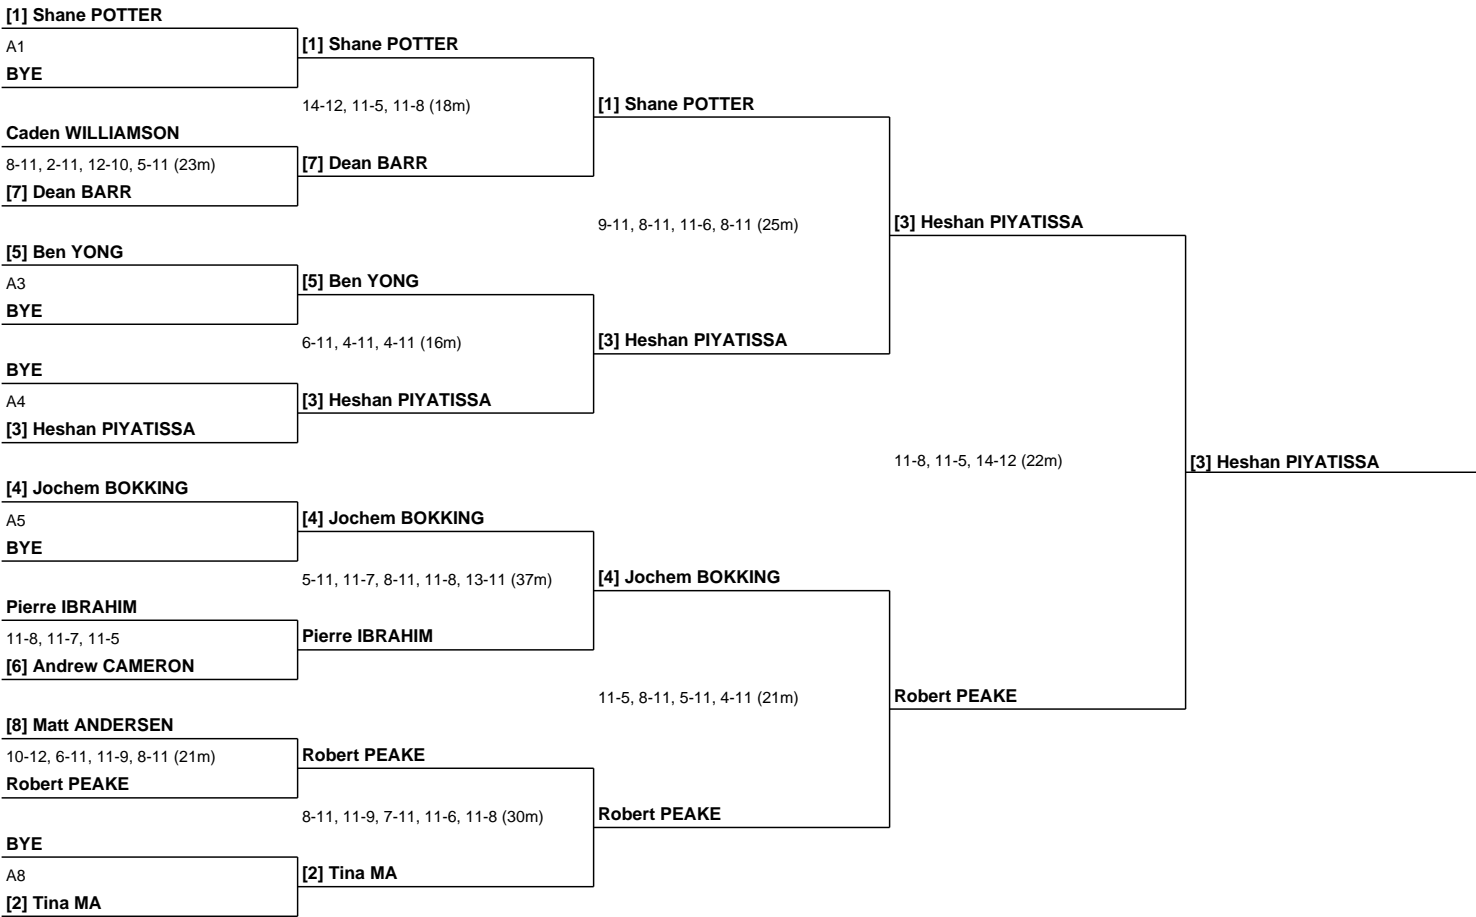 [1] Shane POTTER
A1
BYE
Caden WILLIAMSON
8-11, 2-11, 12-10, 5-11 (23m)
[7] Dean BARR
[5] Ben YONG
A3
BYE
BYE
A4
[3] Heshan PIYATISSA
[4] Jochem BOKKING
A5
BYE
Pierre IBRAHIM
11-8, 11-7, 11-5
[6] Andrew CAMERON
[8] Matt ANDERSEN
10-12, 6-11, 11-9, 8-11 (21m)
Robert PEAKE
BYE
A8
[2] Tina MA
[1] Shane POTTER
14-12, 11-5, 11-8 (18m)
[7] Dean BARR
[5] Ben YONG
6-11, 4-11, 4-11 (16m)
[3] Heshan PIYATISSA
[4] Jochem BOKKING
5-11, 11-7, 8-11, 11-8, 13-11 (37m)
Pierre IBRAHIM
Robert PEAKE
8-11, 11-9, 7-11, 11-6, 11-8 (30m)
[2] Tina MA
[1] Shane POTTER
9-11, 8-11, 11-6, 8-11 (25m)
[3] Heshan PIYATISSA
[4] Jochem BOKKING
11-5, 8-11, 5-11, 4-11 (21m)
Robert PEAKE
[3] Heshan PIYATISSA
11-8, 11-5, 14-12 (22m)
Robert PEAKE
[3] Heshan PIYATISSA